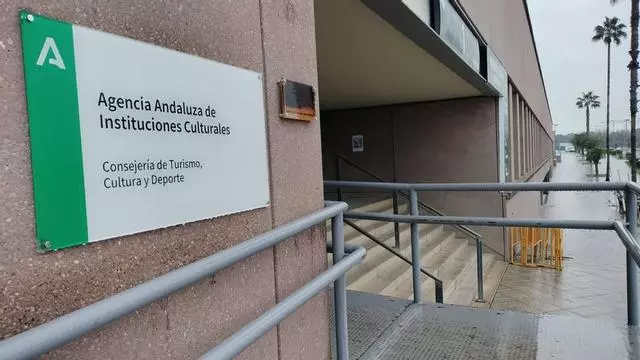 Agencia Andaluza de
Instituciones Culturales
Consejería de Turismo,
Cultura y Deporte